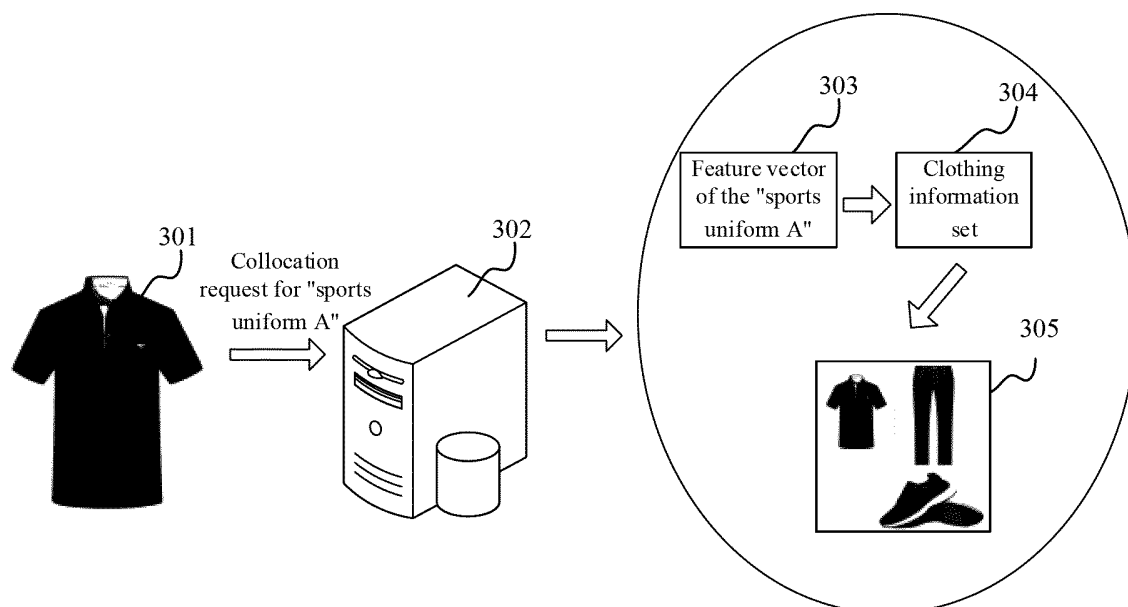 301
Collocation
request for "sports
uniform A"
302
303
Feature vector
of the "sports
uniform A"
304
Clothing
information
set
305